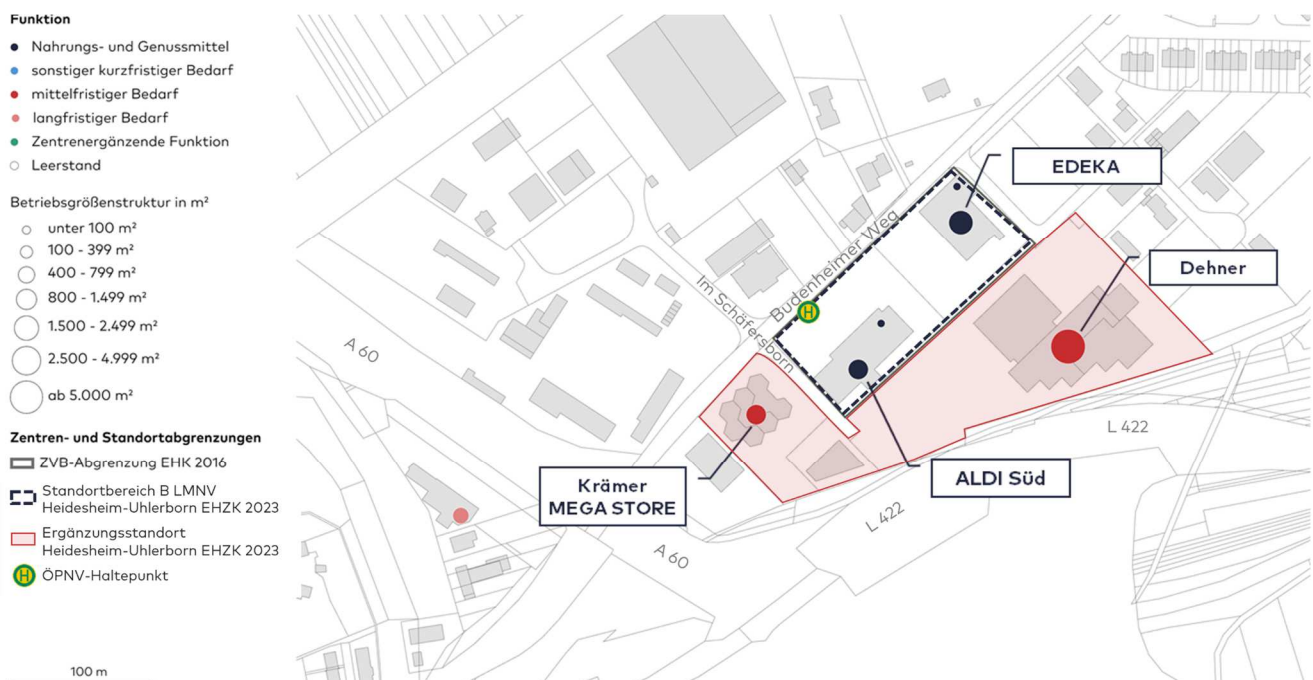 Funktion
Nahrungs- und Genussmittel
sonstiger kurzfristiger Bedarf
mittelfristiger Bedarf
langfristiger Bedarf
Zentrenergänzende Funktion
Leerstand
Betriebsgrößenstruktur in m²
unter 100 m²
100 - 399 m²
400 - 799 m²
800 - 1.499 m²
1.500 - 2.499 m²
2.500 - 4.999 m²
ab 5.000 m²
Zentren- und Standortabgrenzungen
ZVB-Abgrenzung EHK 2016
Standortbereich B LMNV
Heidesheim-Uhlerborn EHZK 2023
Ergänzungsstandort
Heidesheim-Uhlerborn EHZK 2023
H ÖPNV-Haltepunkt
100 m
EDEKA
Dehner
Budenheimer Weg
H
Im Schäfersborn
A 60
L 422
ALDI Süd
Krämer
MEGA STORE
L 422
A 60